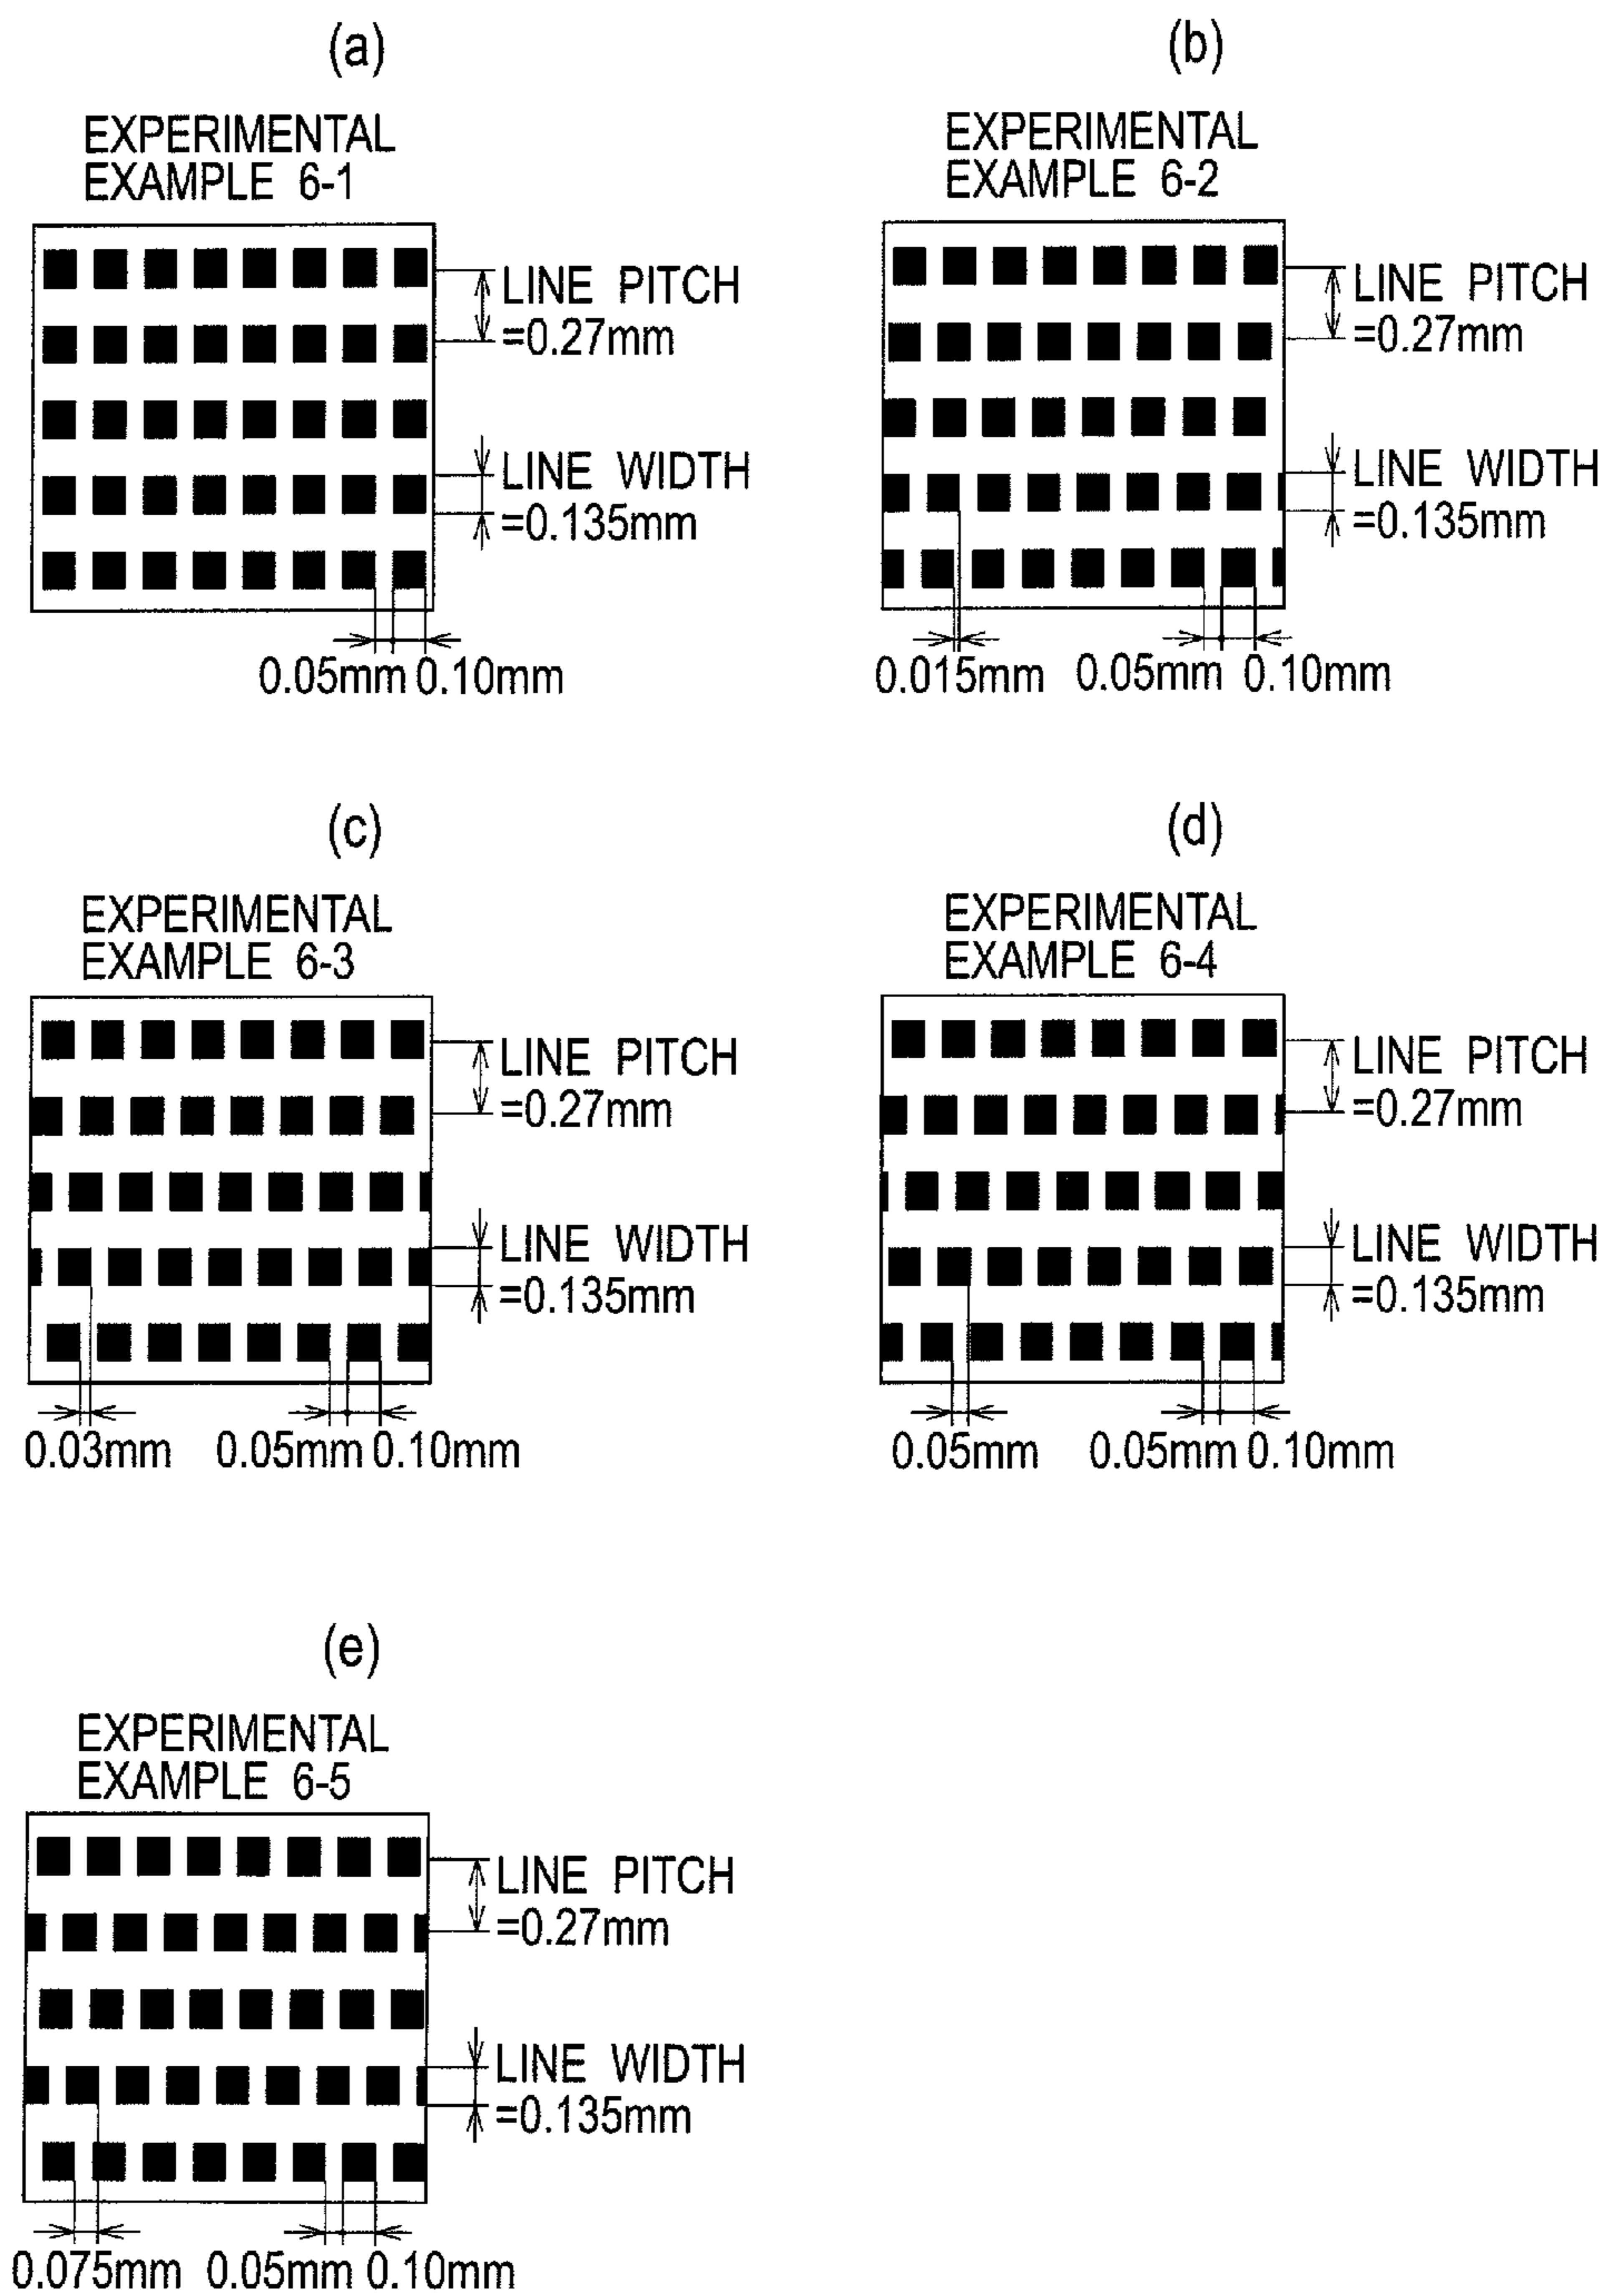 (a)
EXPERIMENTAL
EXAMPLE 6-1
LINE PITCH
=0.27mm
LINE WIDTH
=0.135mm
0.05mm 0.10mm
(b)
EXPERIMENTAL
EXAMPLE 6-2
LINE PITCH
=0.27mm
LINE WIDTH
=0.135mm
0.015mm 0.05mm 0.10mm
(c)
EXPERIMENTAL
EXAMPLE 6-3
LINE PITCH
=0.27mm
LINE WIDTH
=0.135mm
0.03mm 0.05mm 0.10mm
(d)
EXPERIMENTAL
EXAMPLE 6-4
LINE PITCH
=0.27mm
LINE WIDTH
=0.135mm
0.05mm 0.05mm 0.10mm
(e)
EXPERIMENTAL
EXAMPLE 6-5
LINE PITCH
=0.27mm
LINE WIDTH
=0.135mm
0.075mm 0.05mm 0.10mm